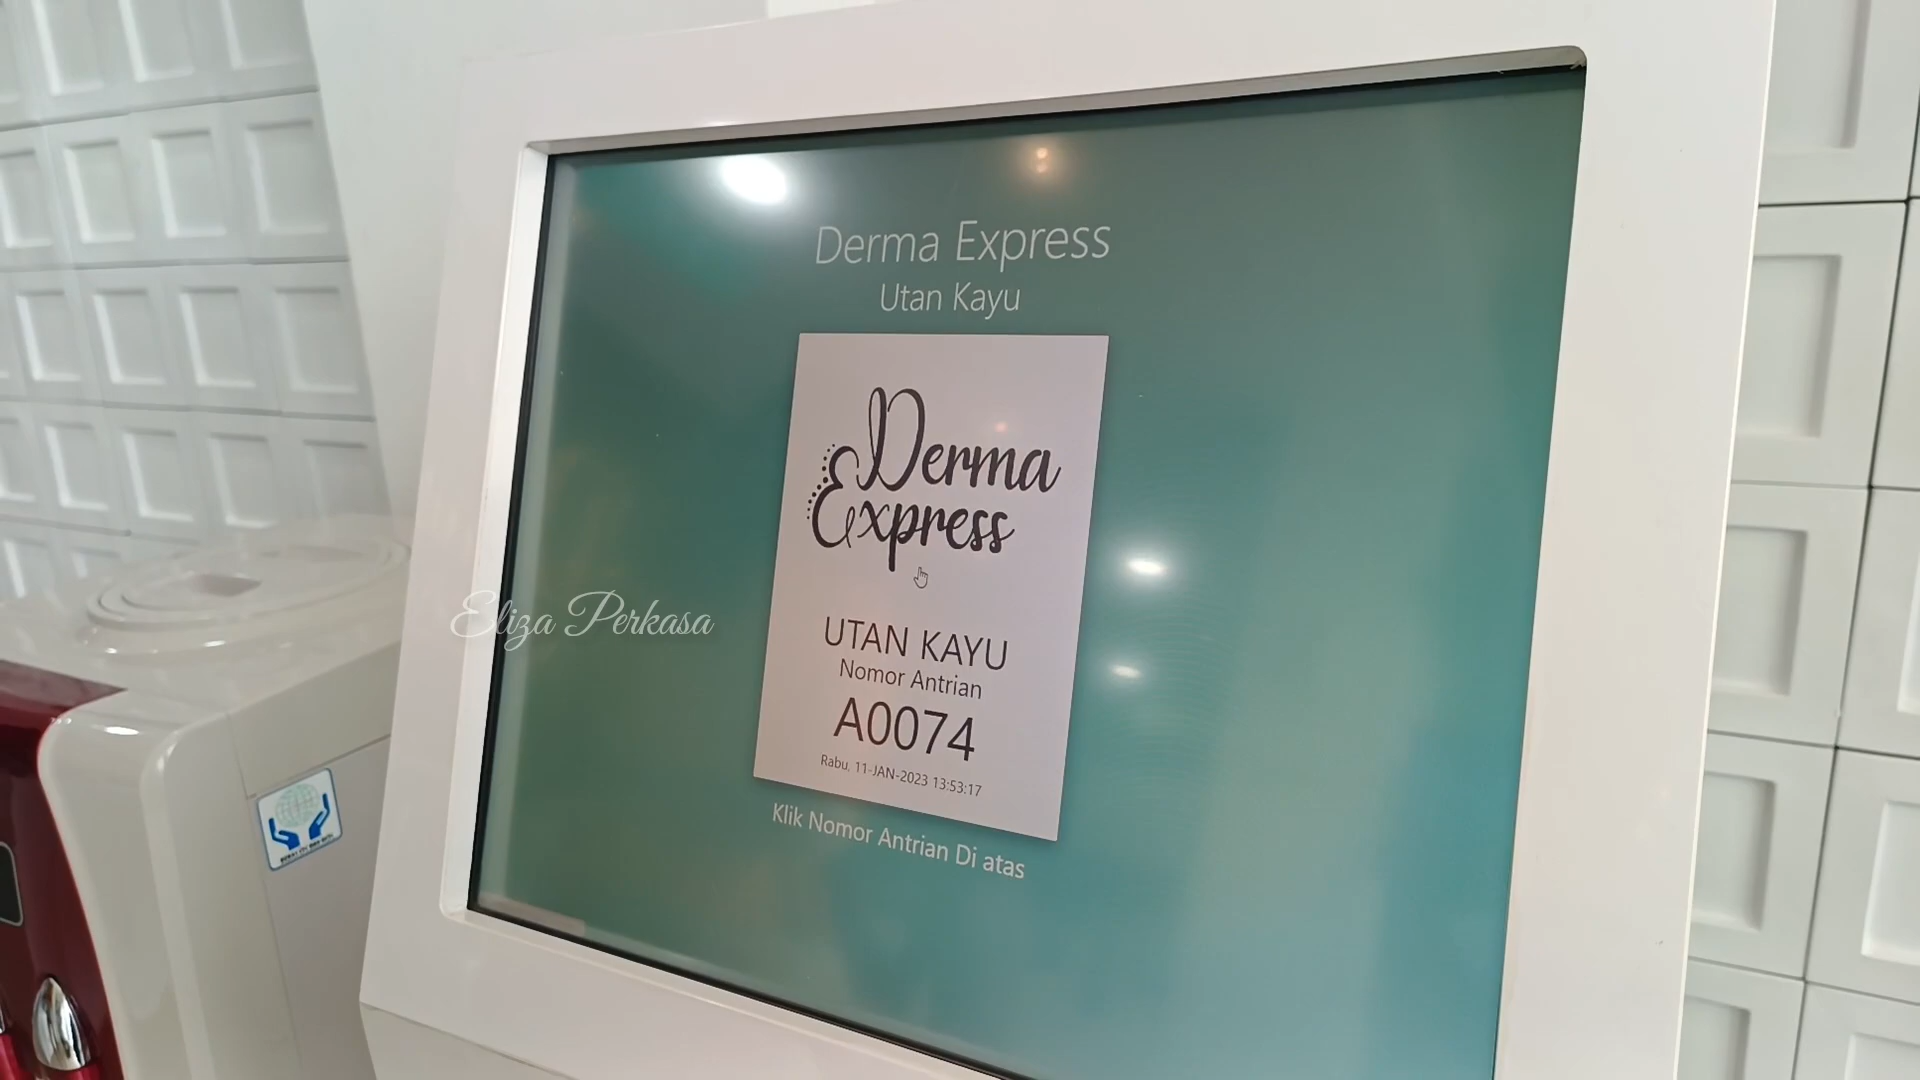 Derma Express
Utan Kayu
Derma
Express
UTAN KAYU
Nomor Antrian
A0074
Rabu, 11-JAN-2023 13:53:17
Klik Nomor Antrian Di atas
Eliza Perkasa